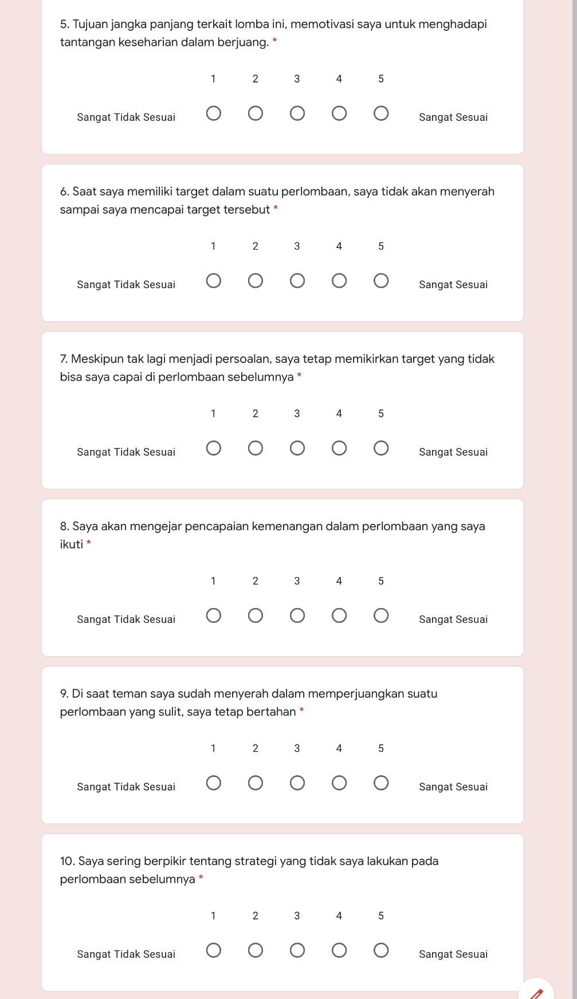 5. Tujuan jangka panjang terkait lomba ini, memotivasi saya untuk menghadapi
tantangan keseharian dalam berjuang. *
1 2 3 4 5
Sangat Tidak Sesuai Sangat Sesuai
6. Saat saya memiliki target dalam suatu perlombaan, saya tidak akan menyerah
sampai saya mencapai target tersebut *
1 2 3 4 5
Sangat Tidak Sesuai Sangat Sesuai
7. Meskipun tak lagi menjadi persoalan, saya tetap memikirkan target yang tidak
bisa saya capai di perlombaan sebelumnya *
1 2 3 4 5
Sangat Tidak Sesuai Sangat Sesuai
8. Saya akan mengejar pencapaian kemenangan dalam perlombaan yang saya
ikuti *
1 2 3 4 5
Sangat Tidak Sesuai Sangat Sesuai
9. Di saat teman saya sudah menyerah dalam memperjuangkan suatu
perlombaan yang sulit, saya tetap bertahan *
1 2 3 4 5
Sangat Tidak Sesuai Sangat Sesuai
10. Saya sering berpikir tentang strategi yang tidak saya lakukan pada
perlombaan sebelumnya *
1 2 3 4 5
Sangat Tidak Sesuai Sangat Sesuai